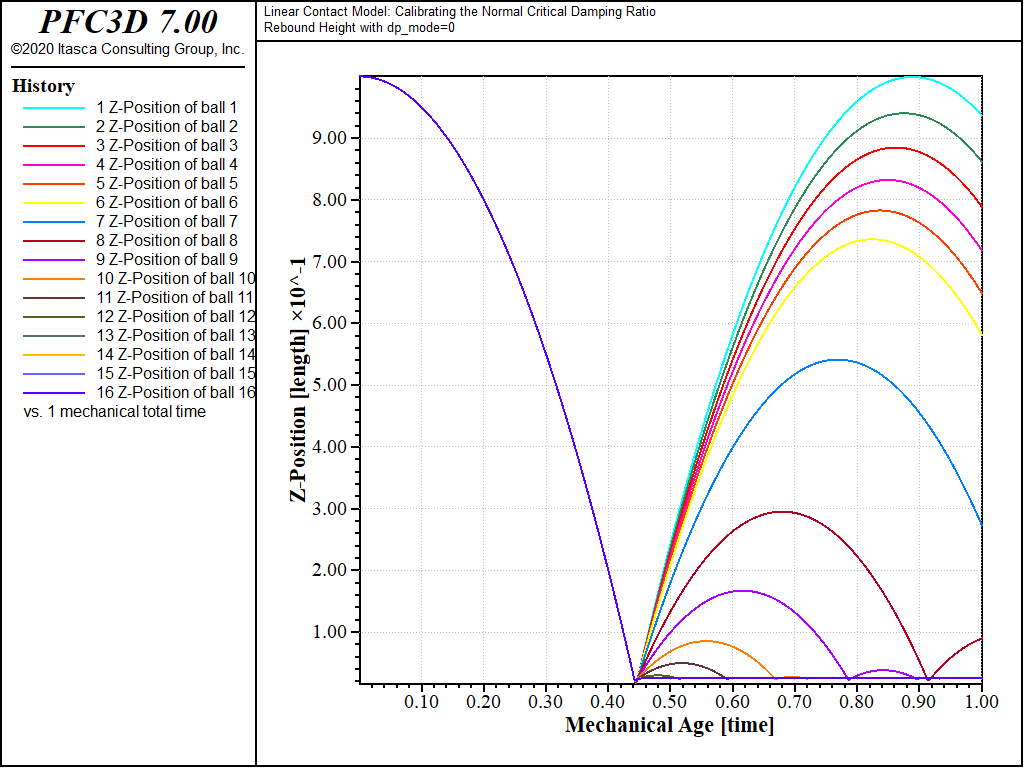 PFC3D 7.00
©2020 Itasca Consulting Group, Inc.
History
1 Z-Position of ball 1
2 Z-Position of ball 2
3 Z-Position of ball 3
4 Z-Position of ball 4
5 Z-Position of ball 5
6 Z-Position of ball 6
7 Z-Position of ball 7
8 Z-Position of ball 8
9 Z-Position of ball 9
10 Z-Position of ball 10
11 Z-Position of ball 11
12 Z-Position of ball 12
13 Z-Position of ball 13
14 Z-Position of ball 14
15 Z-Position of ball 15
16 Z-Position of ball 16
vs. 1 mechanical total time
Linear Contact Model: Calibrating the Normal Critical Damping Ratio
Rebound Height with dp_mode=0
Z-Position [length] ×10^-1
9.00
8.00
7.00
6.00
5.00
4.00
3.00
2.00
1.00
0.10 0.20 0.30 0.40 0.50 0.60 0.70 0.80 0.90 1.00
Mechanical Age [time]